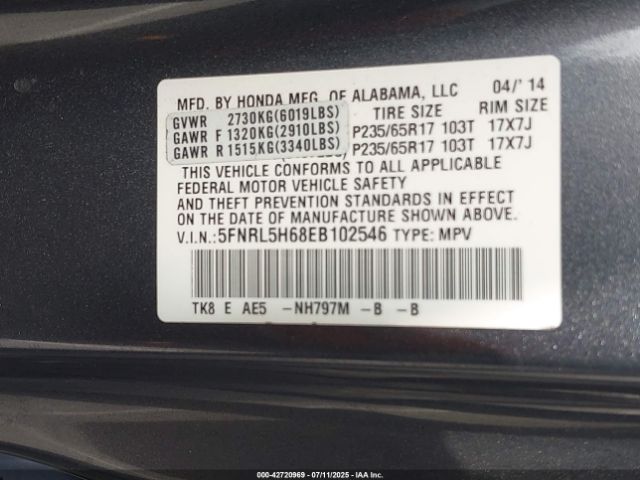 MFD. BY HONDA MFG. OF ALABAMA, LLC 04/'14
GVWR 2730KG(6019LBS) TIRE SIZE RIM SIZE
GAWR F 1320KG(2910LBS) P235/65R17 103T 17X7J
GAWR R 1515KG(3340LBS) P235/65R17 103T 17X7J
THIS VEHICLE CONFORMS TO ALL APPLICABLE
FEDERAL MOTOR VEHICLE SAFETY
AND THEFT PREVENTION STANDARDS IN EFFECT
ON THE DATE OF MANUFACTURE SHOWN ABOVE.
V.I.N.:5FNRL5H68EB102546 TYPE: MPV
TK8 E AE5 -NH797M -B -B
000-42720969 - 07/11/2025 - IAAI.COM